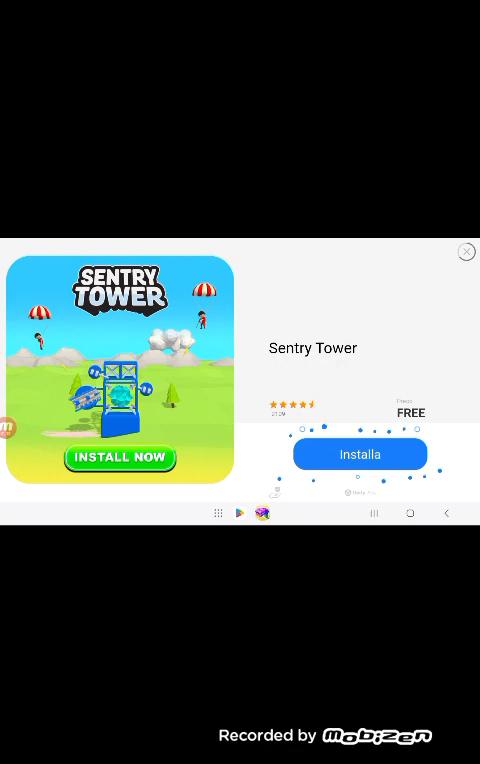 SENTRY
TOWER
INSTALL NOW
Sentry Tower
FREE
Installa
Recorded by Mobizen